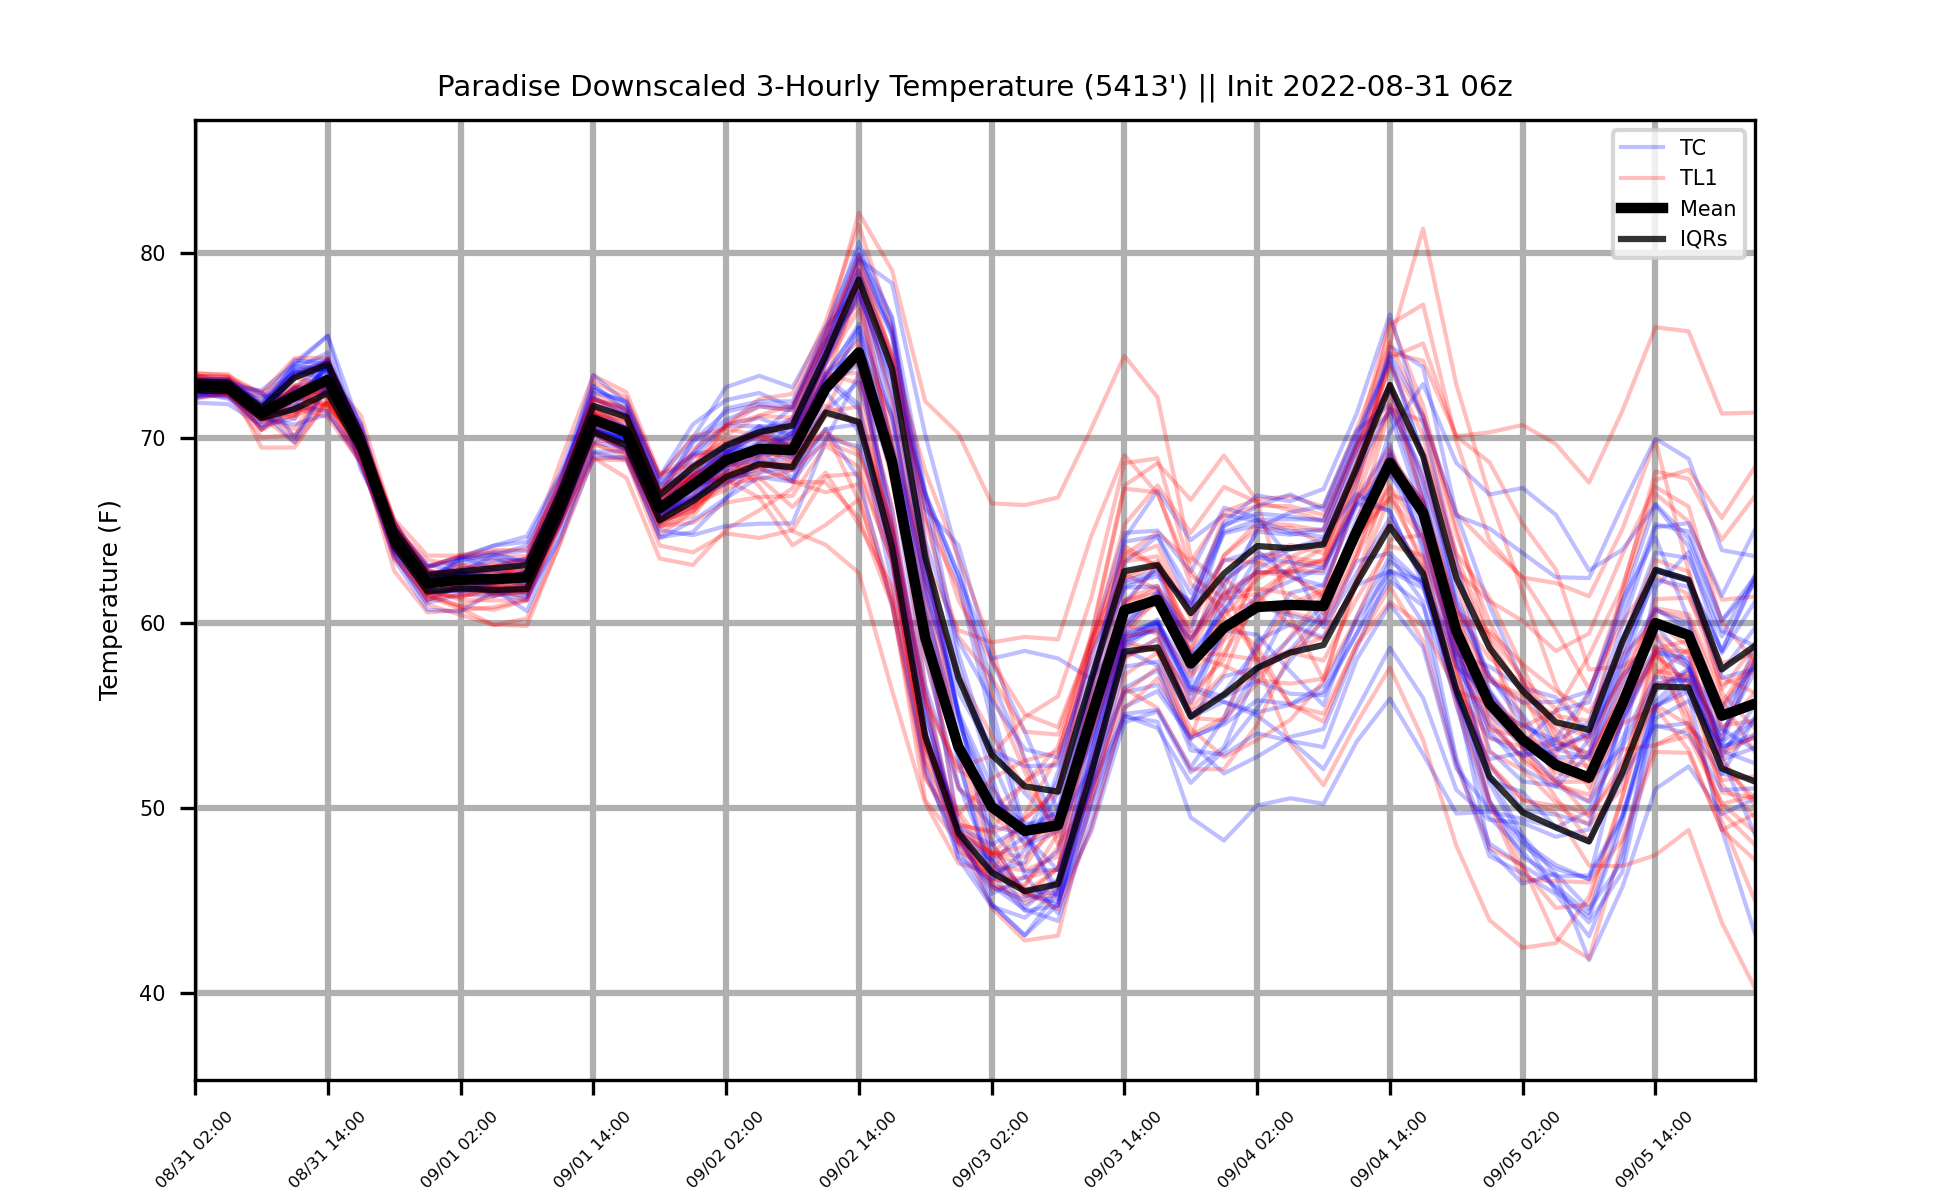 Paradise Downscaled 3-Hourly Temperature (5413') || Init 2022-08-31 06z
TC
TL1
Mean
IQRs
Temperature (F)
80
70
60
50
40
08/31 02:00
08/31 14:00
09/01 02:00
09/01 14:00
09/02 02:00
09/02 14:00
09/03 02:00
09/03 14:00
09/04 02:00
09/04 14:00
09/05 02:00
09/05 14:00